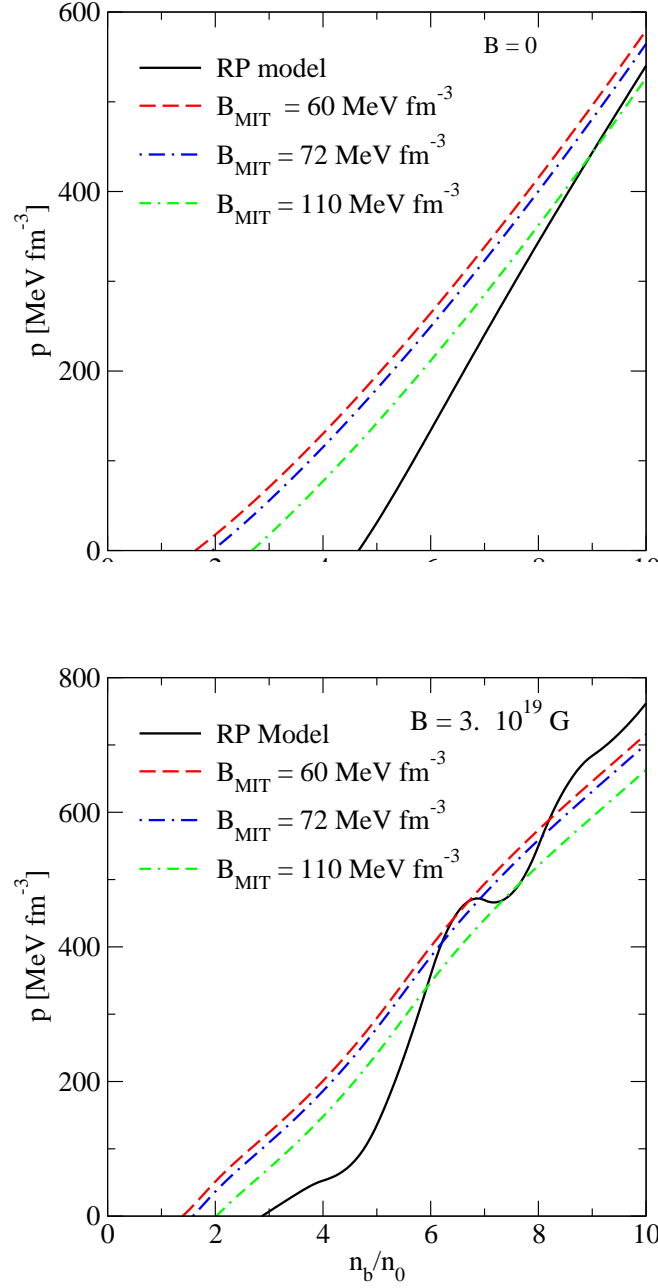 600
B = 0
RP model
B_MIT = 60 MeV fm^-3
B_MIT = 72 MeV fm^-3
400
B_MIT = 110 MeV fm^-3
p [MeV fm^-3]
200
0
0 2 4 6 8 10
800
B = 3. 10^19 G
RP Model
B_MIT = 60 MeV fm^-3
B_MIT = 72 MeV fm^-3
600
B_MIT = 110 MeV fm^-3
p [MeV fm^-3]
400
200
0
0 2 4 6 8 10
n_b/n_0